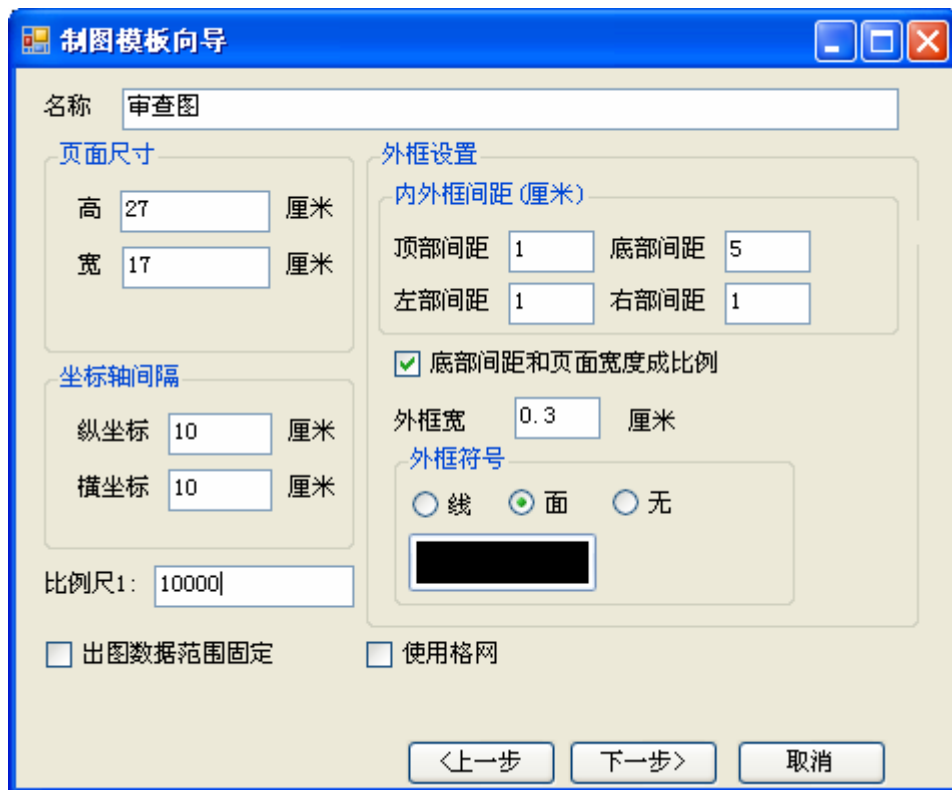 制图模板向导
名称 审查图
页面尺寸
高 27 厘米
宽 17 厘米
坐标轴间隔
纵坐标 10 厘米
横坐标 10 厘米
比例尺1: 10000
外框设置
内外框间距(厘米)
顶部间距 1 底部间距 5
左部间距 1 右部间距 1
底部间距和页面宽度成比例
外框宽 0.3 厘米
外框符号
线 面 无
出图数据范围固定 使用格网
<上一步 下一步> 取消